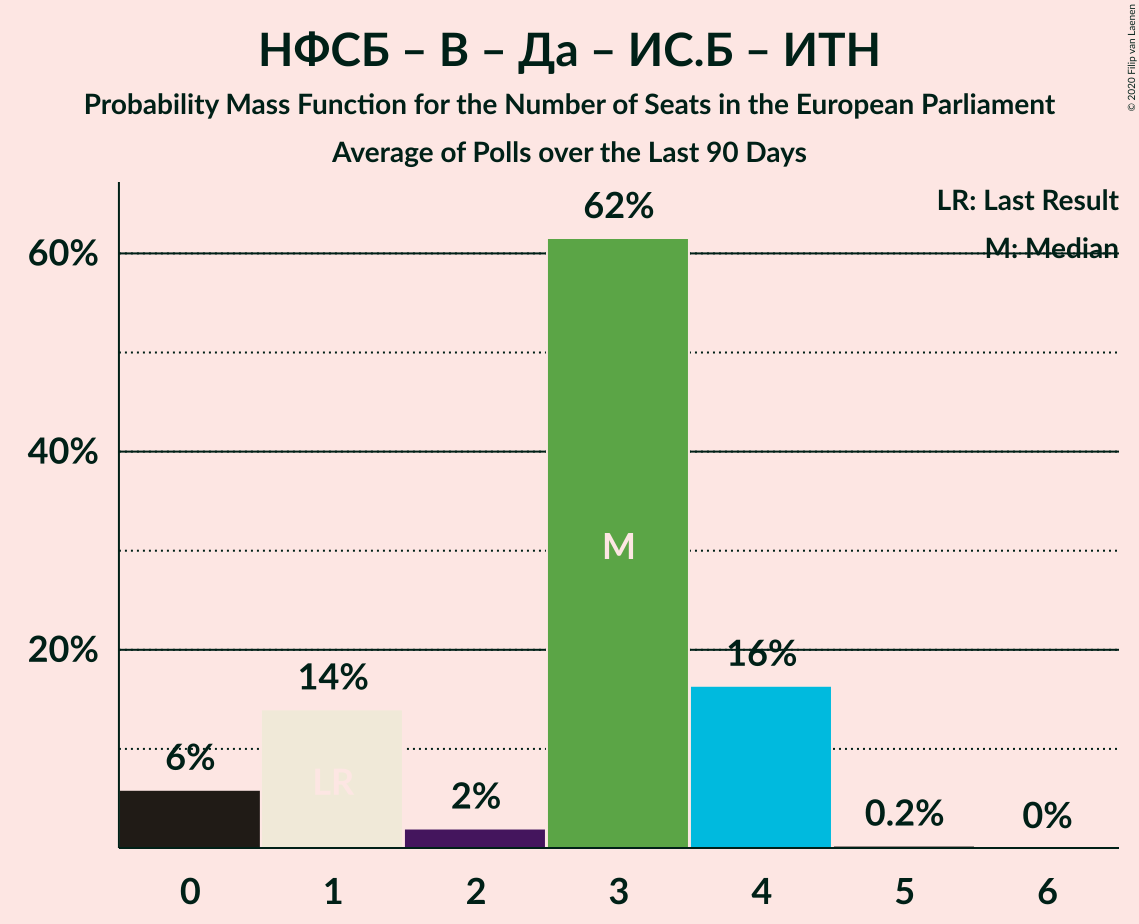 НФСБ – В – Да – ИС.Б – ИТН
Probability Mass Function for the Number of Seats in the European Parliament
Average of Polls over the Last 90 Days
© 2020 Filip van Laenen
LR: Last Result
M: Median
60%
40%
20%
6%
14%
2%
62%
16%
0.2%
0%
LR
M
0 1 2 3 4 5 6